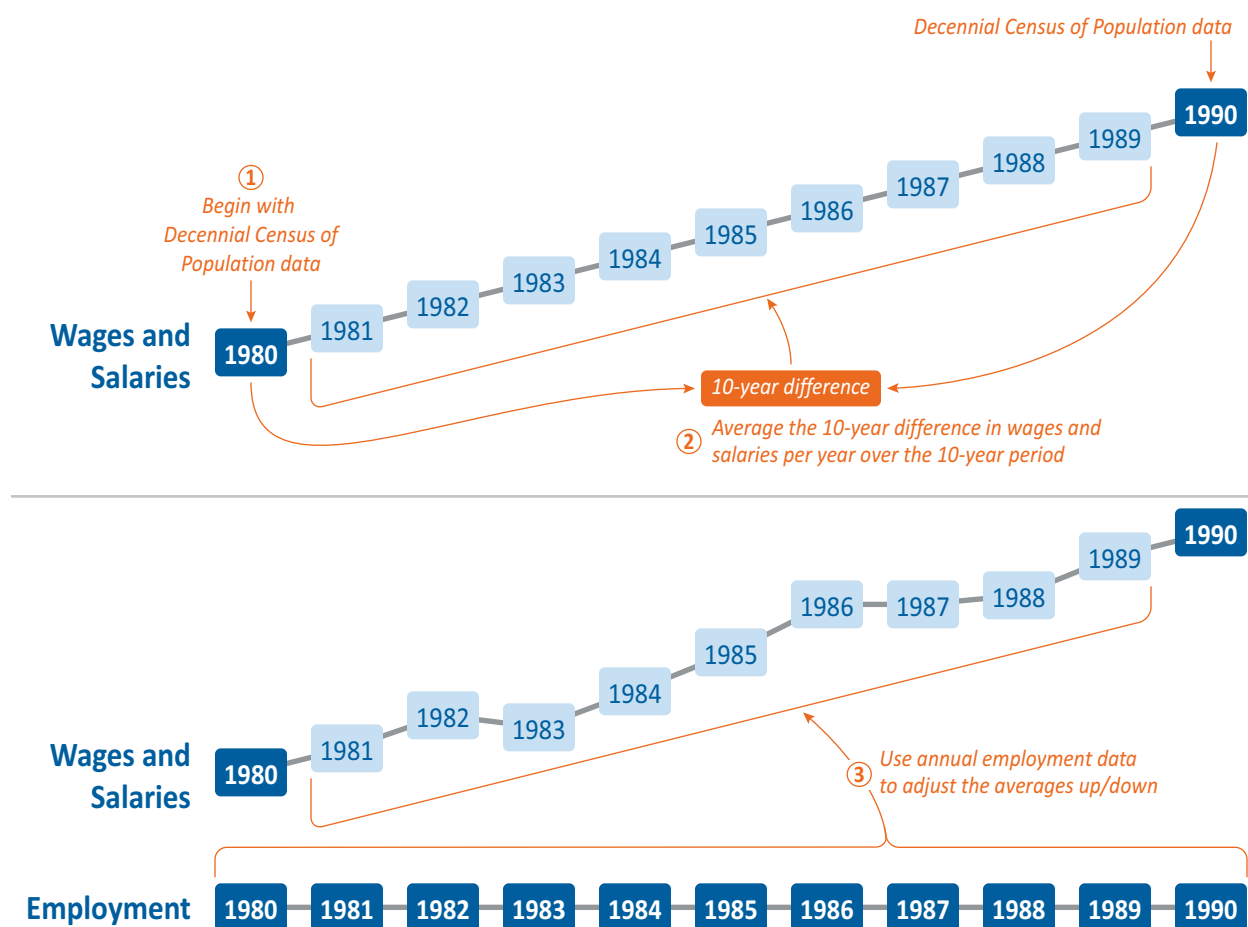 Decennial Census of Population data
1990
1989
1988
1987
1986
1985
1984
1983
1982
1981
1980
①
Begin with
Decennial Census of
Population data
Wages and
Salaries
10-year difference
② Average the 10-year difference in wages and
salaries per year over the 10-year period
1990
1989
1988
1987
1986
1985
1984
1983
1982
1981
1980
Wages and
Salaries
③ Use annual employment data
to adjust the averages up/down
Employment 1980 1981 1982 1983 1984 1985 1986 1987 1988 1989 1990